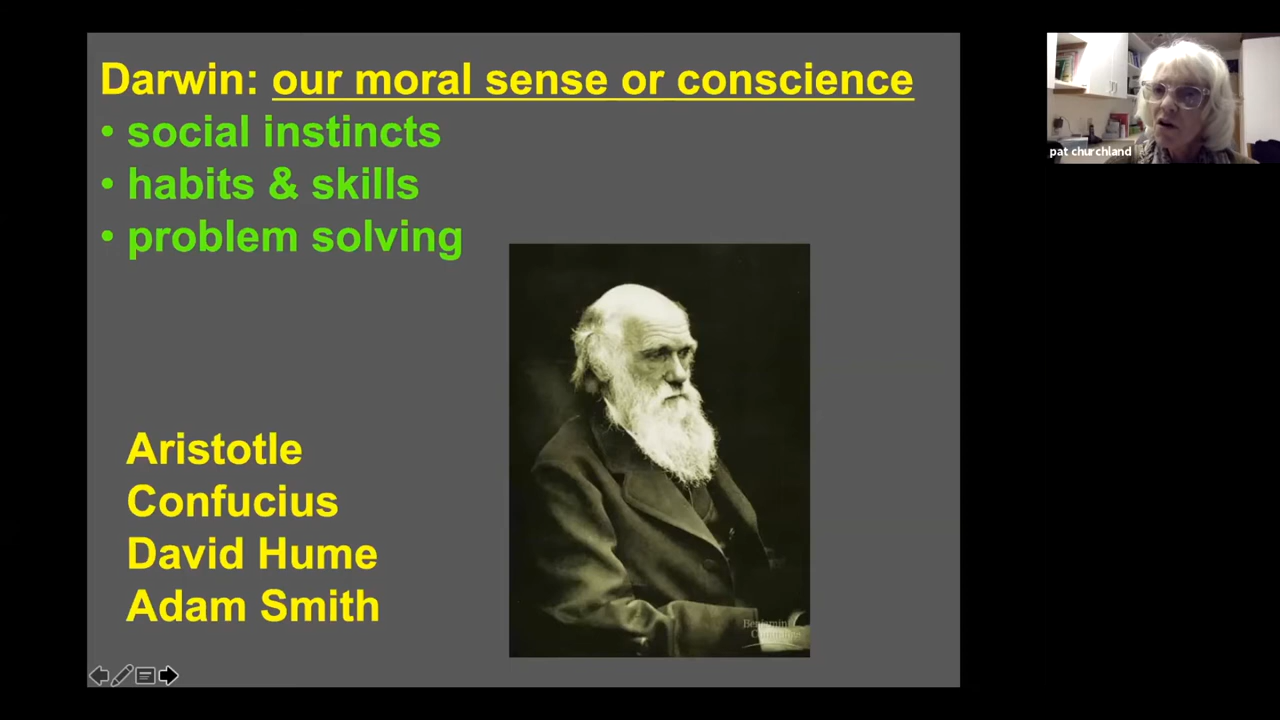 Darwin: our moral sense or conscience
• social instincts
• habits & skills
• problem solving
Aristotle
Confucius
David Hume
Adam Smith
pat churchland